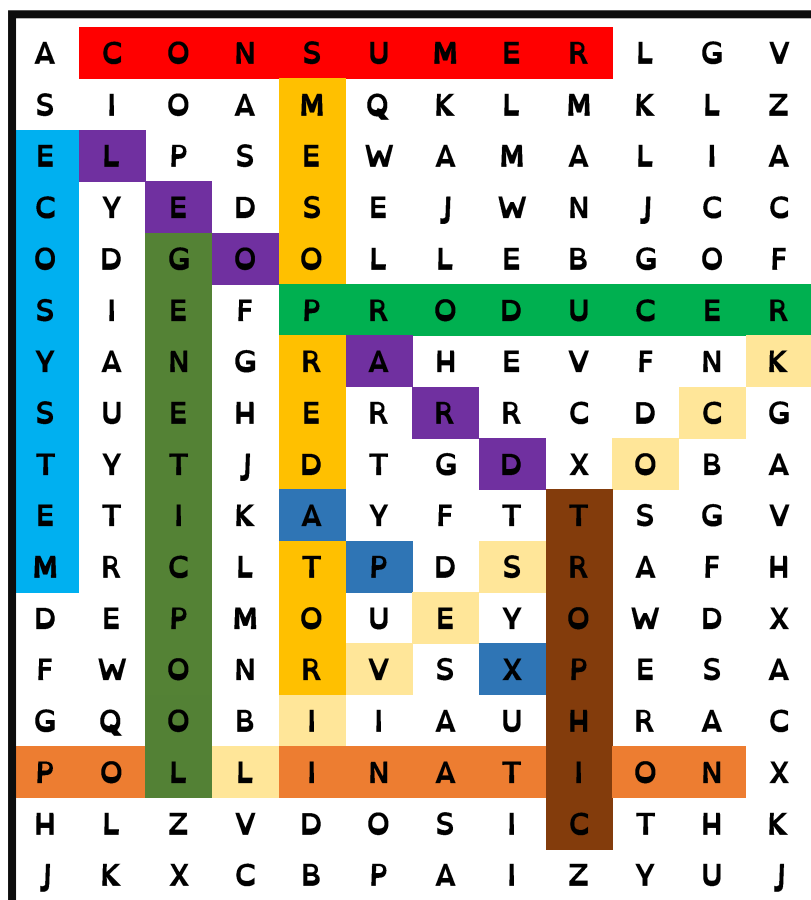 A C O N S U M E R L G V
S I O A M Q K L M K L Z
E L P S E W A M A L I A
C Y E D S E J W N J C C
O D G O O L L E B G O F
S I E F P R O D U C E R
Y A N G R A H E V F N K
S U E H E R R R C D C G
T Y T J D T G D X O B A
E T I K A Y F T T S G V
M R C L T P D S R A F H
D E P M O U E Y O W D X
F W O N R V S X P E S A
G Q O B I I A U H R A C
P O L L I N A T I O N X
H L Z V D O S I C T H K
J K X C B P A I Z Y U J